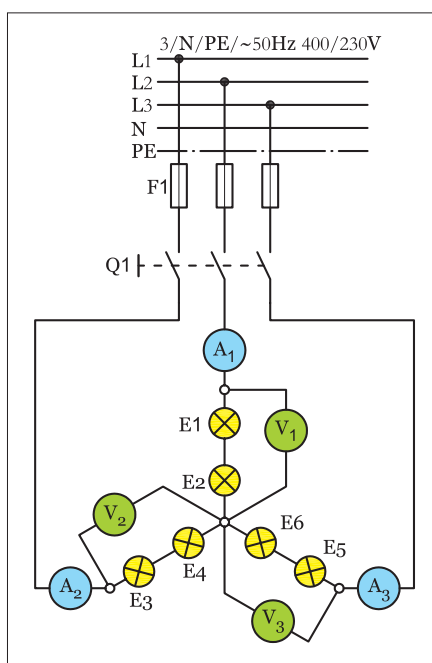 3/N/PE/~50Hz 400/230V
L1
L2
L3
N
PE
F1
Q1
A1
E1
V1
E2
V2
E6
E4
E5
A2
E3
A3
V3